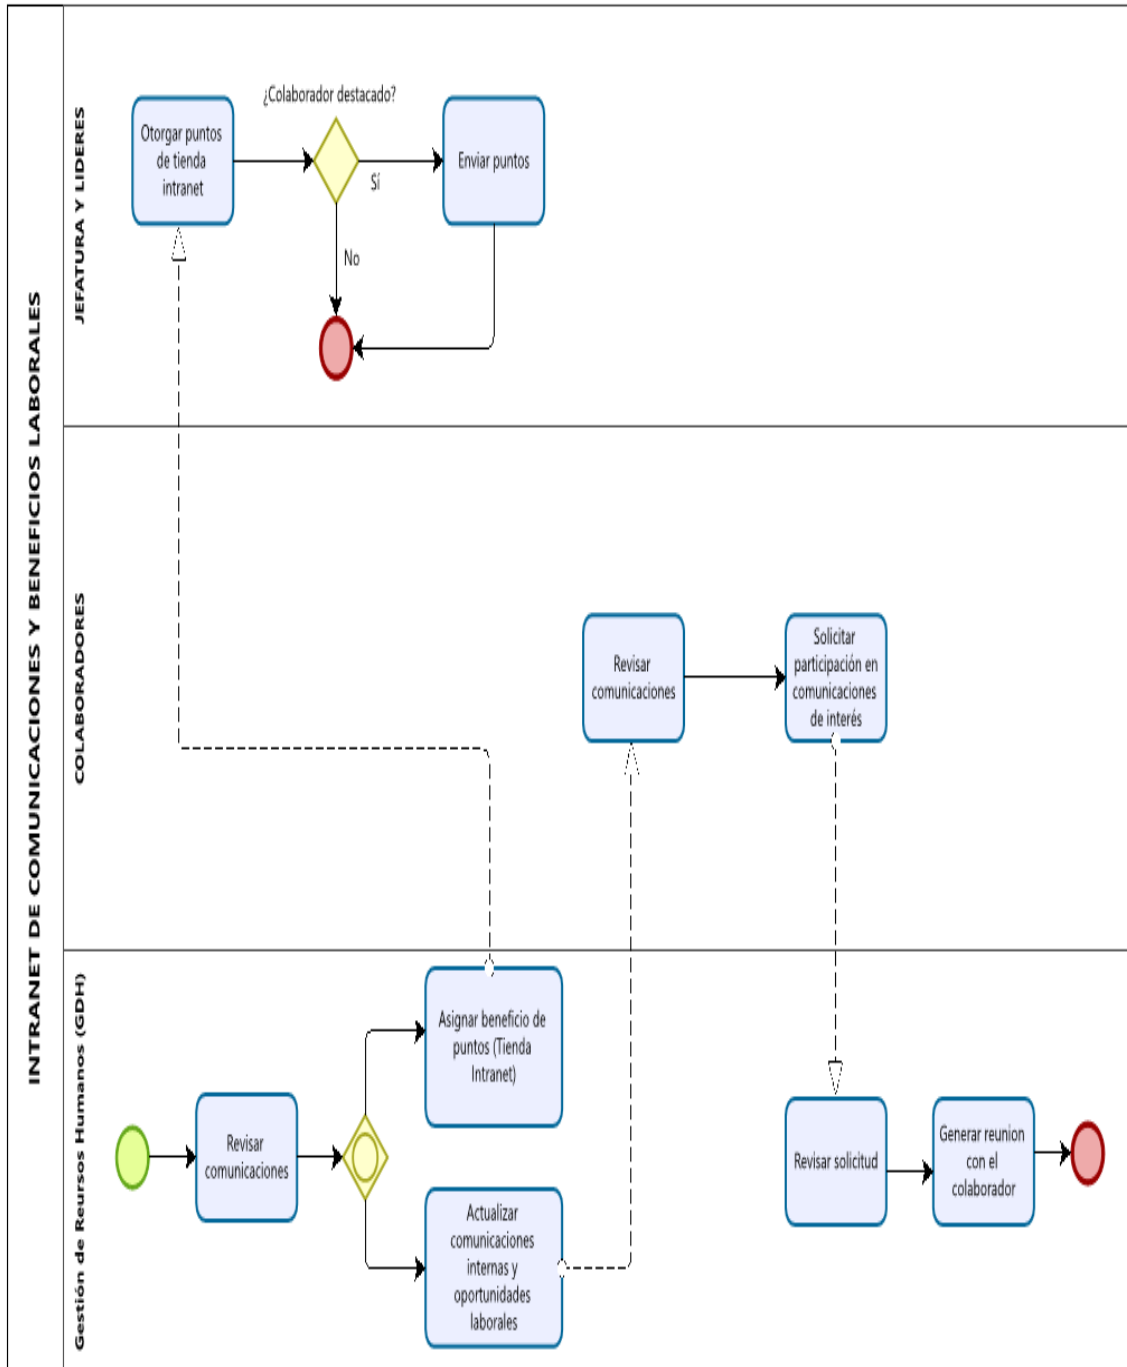 INTRANET DE COMUNICACIONES Y BENEFICIOS LABORALES
JEFATURA Y LIDERES
Otorgar puntos
de tienda
intranet
¿Colaborador destacado?
Sí
No
Enviar puntos
COLABORADORES
Revisar
comunicaciones
Solicitar
participación en
comunicaciones
de interés
Gestión de Reursos Humanos (GDH)
Revisar
comunicaciones
Asignar beneficio de
puntos (Tienda
Intranet)
Actualizar
comunicaciones
internas y
oportunidades
laborales
Revisar solicitud
Generar reunion
con el
colaborador